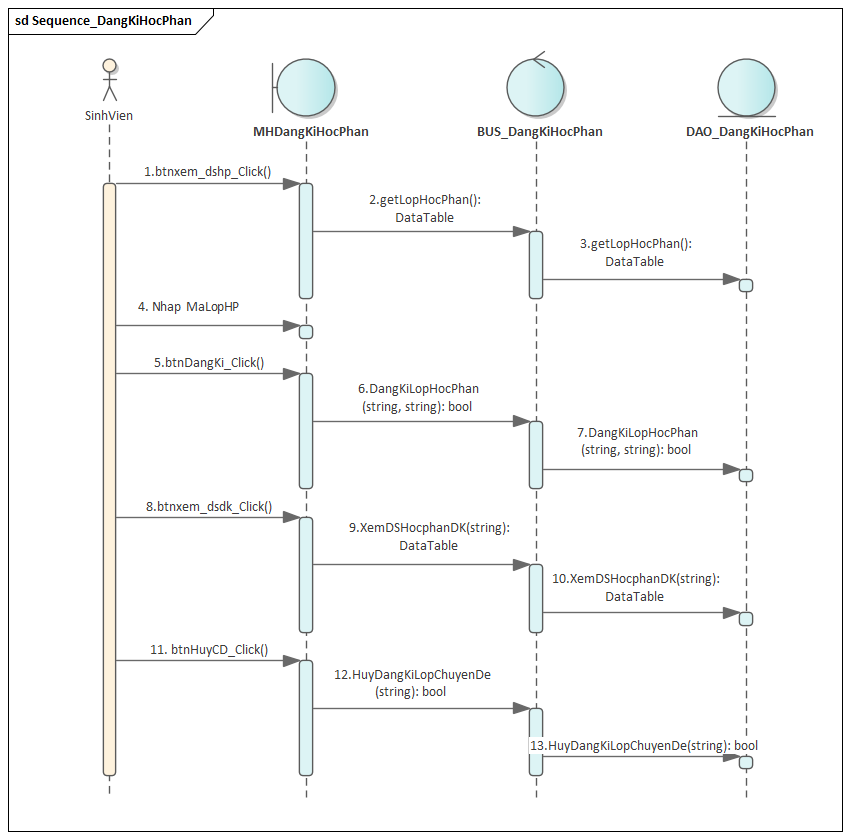 sd Sequence_DangKiHocPhan
SinhVien
MHDangKiHocPhan
BUS_DangKiHocPhan
DAO_DangKiHocPhan
1.btnxem_dshp_Click()
2.getLopHocPhan():
DataTable
3.getLopHocPhan():
DataTable
4. Nhap MaLopHP
5.btnDangKi_Click()
6.DangKiLopHocPhan
(string, string): bool
7.DangKiLopHocPhan
(string, string): bool
8.btnxem_dsdk_Click()
9.XemDSHocphanDK(string):
DataTable
10.XemDSHocphanDK(string):
DataTable
11. btnHuyCD_Click()
12.HuyDangKiLopChuyenDe
(string): bool
13.HuyDangKiLopChuyenDe(string): bool